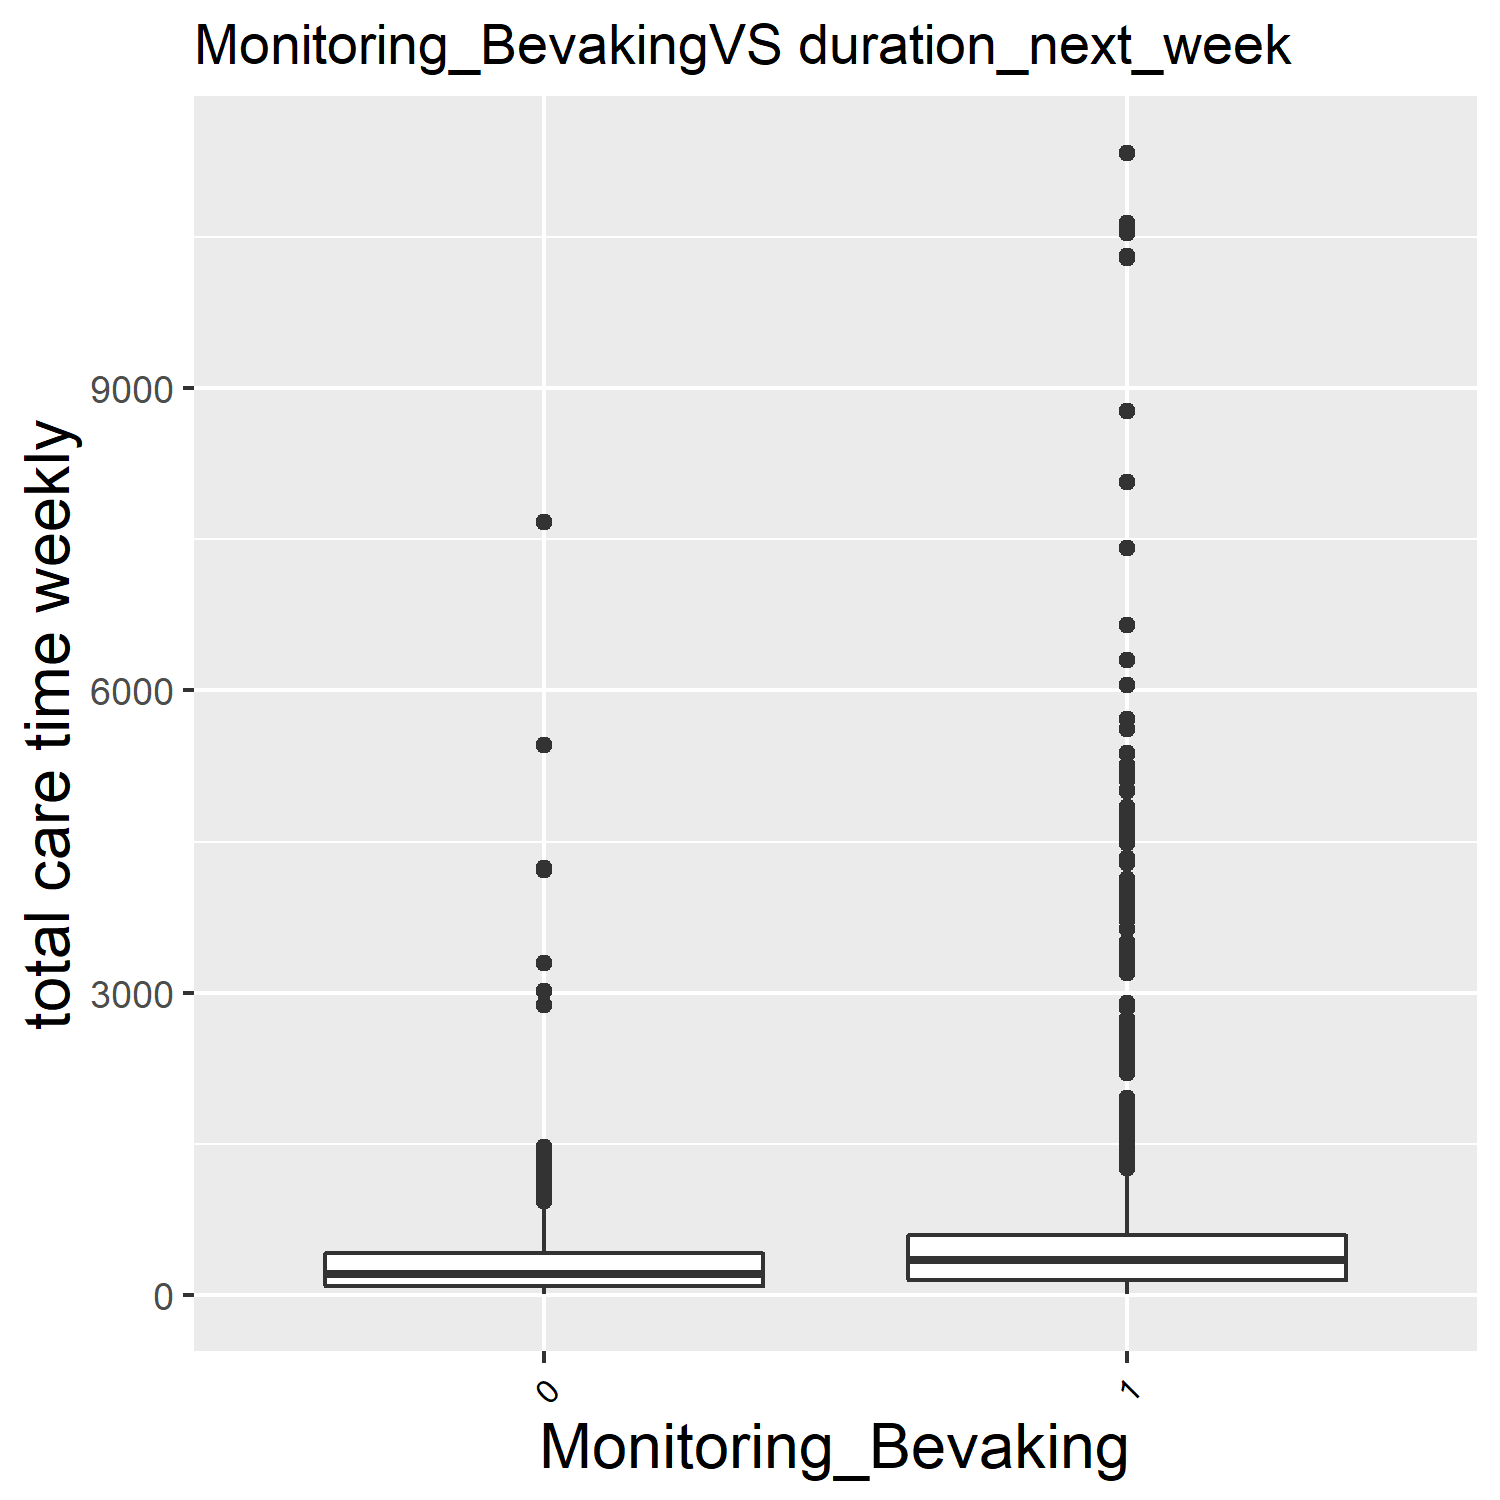 Monitoring_BevakingVS duration_next_week
total care time weekly
9000
6000
3000
0
0
1
Monitoring_Bevaking